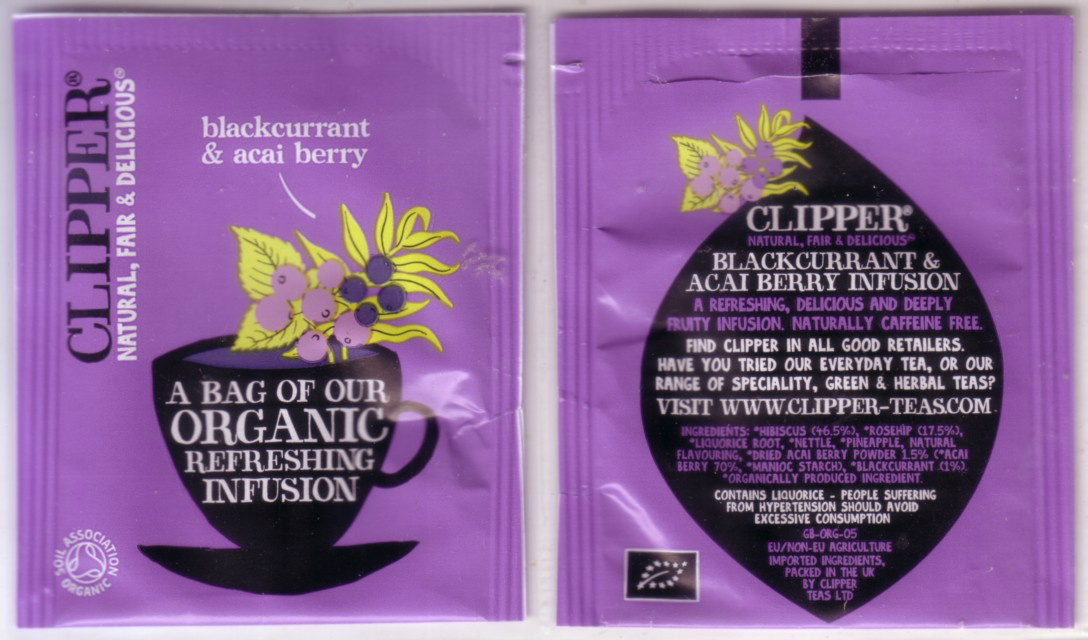 CLIPPER®
NATURAL, FAIR & DELICIOUS®
blackcurrant
& acai berry
A BAG OF OUR
ORGANIC
REFRESHING
INFUSION
SOIL ASSOCIATION
ORGANIC
CLIPPER®
NATURAL, FAIR & DELICIOUS®
BLACKCURRANT &
ACAI BERRY INFUSION
A REFRESHING, DELICIOUS AND DEEPLY
FRUITY INFUSION. NATURALLY CAFFEINE FREE.
FIND CLIPPER IN ALL GOOD RETAILERS.
HAVE YOU TRIED OUR EVERYDAY TEA, OR OUR
RANGE OF SPECIALITY, GREEN & HERBAL TEAS?
VISIT WWW.CLIPPER-TEAS.COM
INGREDIENTS: *HIBISCUS (46.5%), *ROSEHIP (17.5%),
*LIQUORICE ROOT, *NETTLE, *PINEAPPLE, NATURAL
FLAVOURING, *DRIED ACAI BERRY POWDER 1.5% (*ACAI
BERRY 70%, *MANIOC STARCH), *BLACKCURRANT (1%).
*ORGANICALLY PRODUCED INGREDIENT.
CONTAINS LIQUORICE - PEOPLE SUFFERING
FROM HYPERTENSION SHOULD AVOID
EXCESSIVE CONSUMPTION
GB-ORG-05
EU/NON-EU AGRICULTURE
IMPORTED INGREDIENTS,
PACKED IN THE UK
BY CLIPPER
TEAS LTD